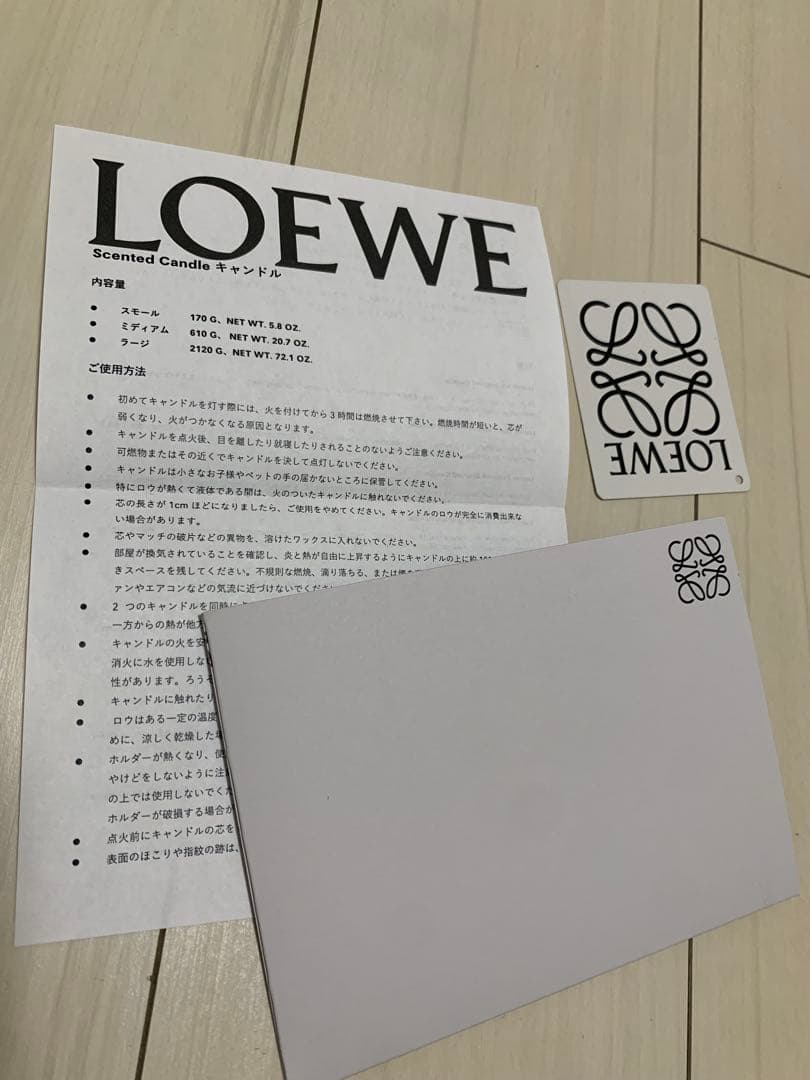 LOEWE
Scented Candle キャンドル
内容量
● スモール 170 G、NET WT. 5.8 OZ.
● ミディアム 610 G、 NET WT. 20.7 OZ.
● ラージ 2120 G、NET WT. 72.1 OZ.
ご使用方法
● 初めてキャンドルを灯す際には、火を付けてから 3 時間は燃焼させて下さい。燃焼時間が短いと、芯が
弱くなり、火がつかなくなる原因となります。
● キャンドルを点火後、目を離したり就寝したりされることのないようご注意ください。
● 可燃物またはその近くでキャンドルを決して点灯しないでください。
● キャンドルは小さなお子様やペットの手の届かないところに保管してください。
● 特にロウが熱くて液体である間は、火のついたキャンドルに触れないでください。
● 芯の長さが 1cm ほどになりましたら、ご使用をやめてください。キャンドルのロウが完全に消費出来な
い場合があります。
● 芯やマッチの破片などの異物を、溶けたワックスに入れないでください。
● 部屋が換気されていることを確認し、炎と熱が自由に上昇するようにキャンドルの上に約
きスペースを残してください。不規則な燃焼、滴り落ちる、または
ァンやエアコンなどの気流に近づけないでくださ
● 2 つのキャンドルを同時に
一方からの熱が他
● キャンドルの火を安
消火に水を使用しな
性があります。ろう
● キャンドルに触れたり
● ロウはある一定の温度
めに、涼しく乾燥した
● ホルダーが熱くなり、
やけどをしないように注
の上では使用しないでくだ
ホルダーが破損する場合が
● 点火前にキャンドルの芯を
● 表面のほこりや指紋の跡は、
LOEWE